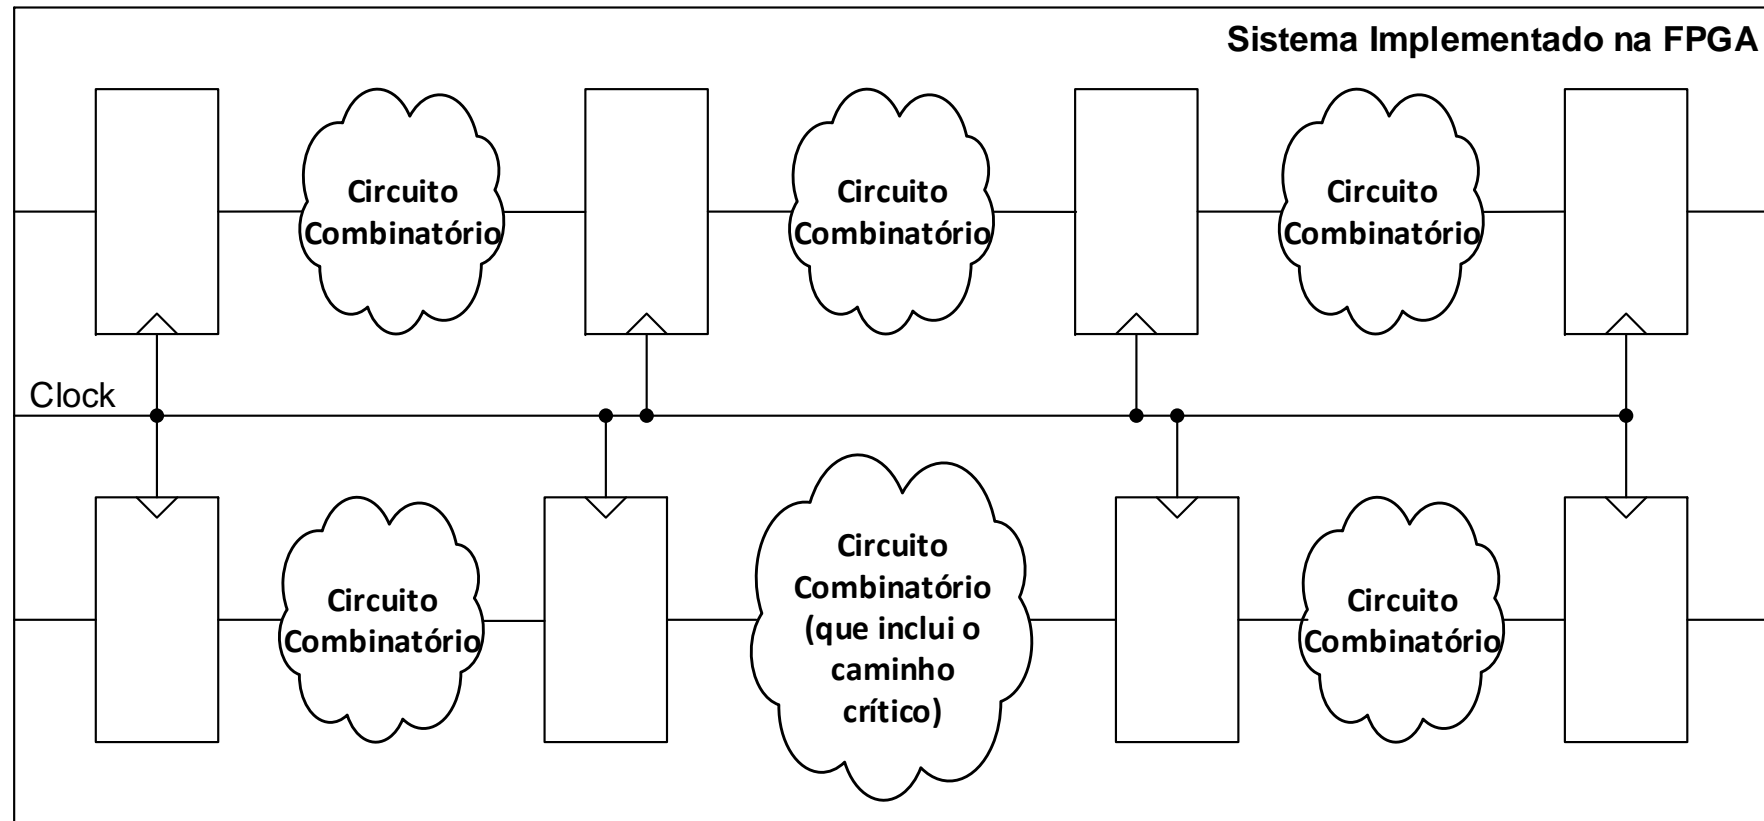 Sistema Implementado na FPGA
Circuito
Combinatório
Circuito
Combinatório
Circuito
Combinatório
Clock
Circuito
Combinatório
Circuito
Combinatório
(que inclui o
caminho
crítico)
Circuito
Combinatório